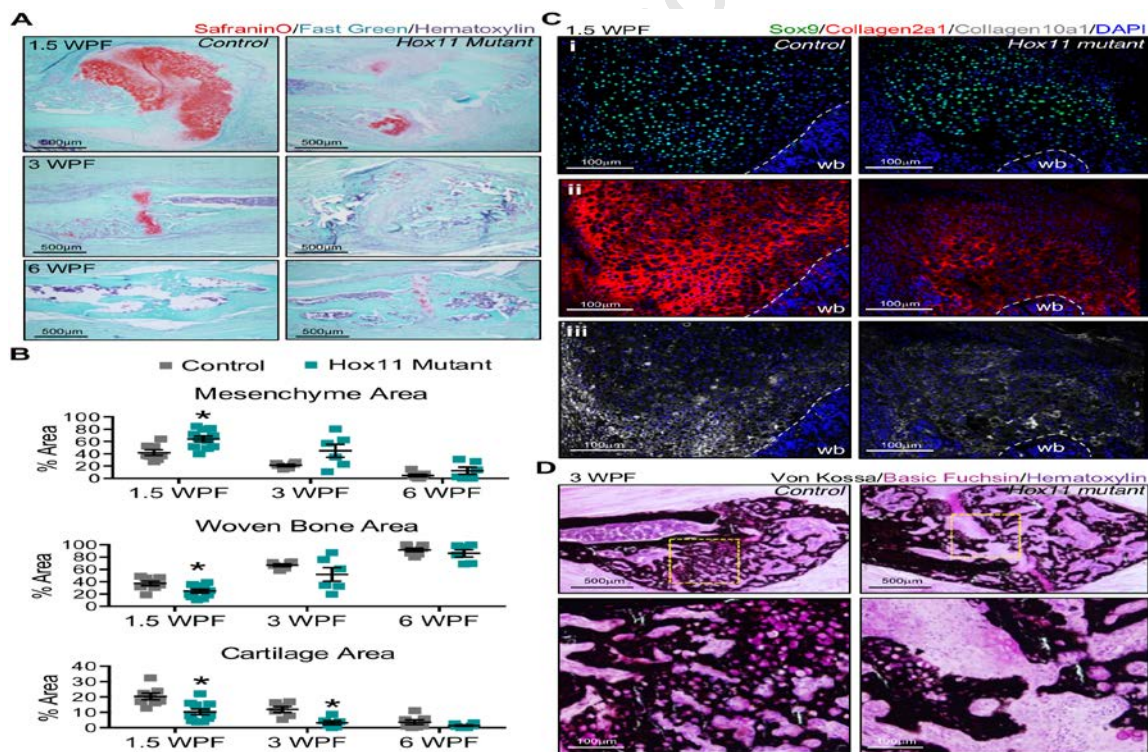 A
SafraninO/Fast Green/Hematoxylin
1.5 WPF
Control
Hox11 Mutant
500µm
500µm
3 WPF
500µm
500µm
6 WPF
500µm
500µm
B
Control
Hox11 Mutant
Mesenchyme Area
% Area
100
80
60
40
20
0
*
1.5 WPF
3 WPF
6 WPF
Woven Bone Area
% Area
100
80
60
40
20
0
*
1.5 WPF
3 WPF
6 WPF
Cartilage Area
% Area
40
30
20
10
0
*
*
1.5 WPF
3 WPF
6 WPF
C
1.5 WPF
Sox9/Collagen2a1/Collagen10a1/DAPI
i
Control
Hox11 mutant
100µm
wb
100µm
wb
ii
100µm
wb
100µm
wb
iii
100µm
wb
100µm
wb
D
3 WPF
Von Kossa/Basic Fuchsin/Hematoxylin
Control
Hox11 mutant
500µm
500µm
100µm
100µm